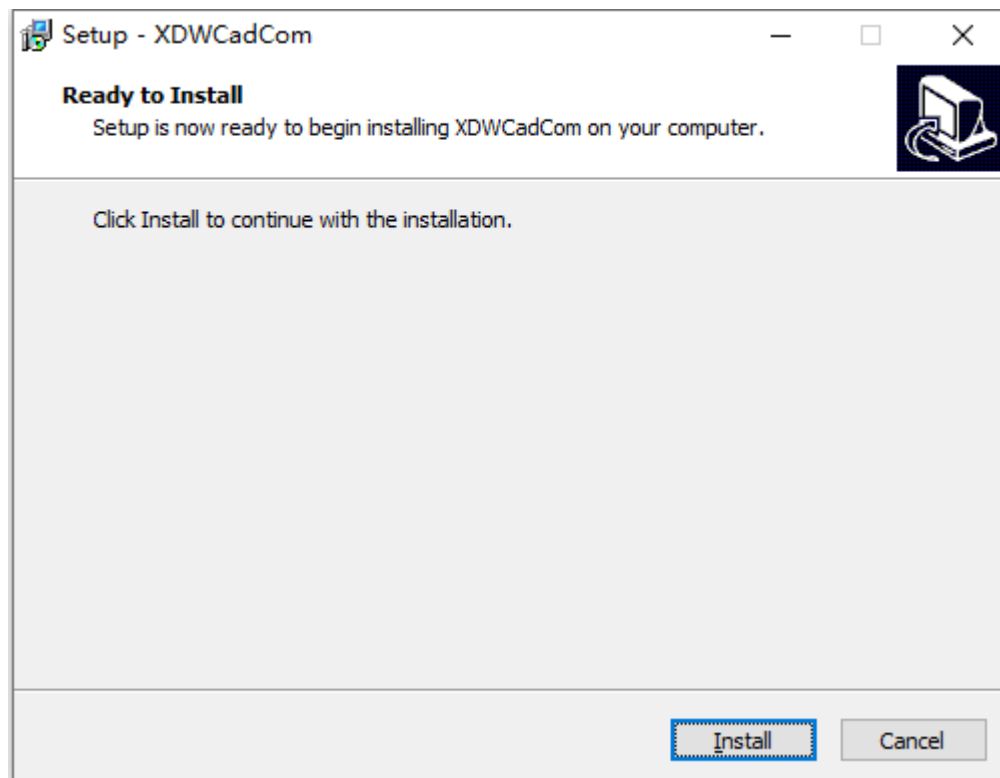 Setup - XDWCadCom
Ready to Install
Setup is now ready to begin installing XDWCadCom on your computer.
Click Install to continue with the installation.
Install
Cancel